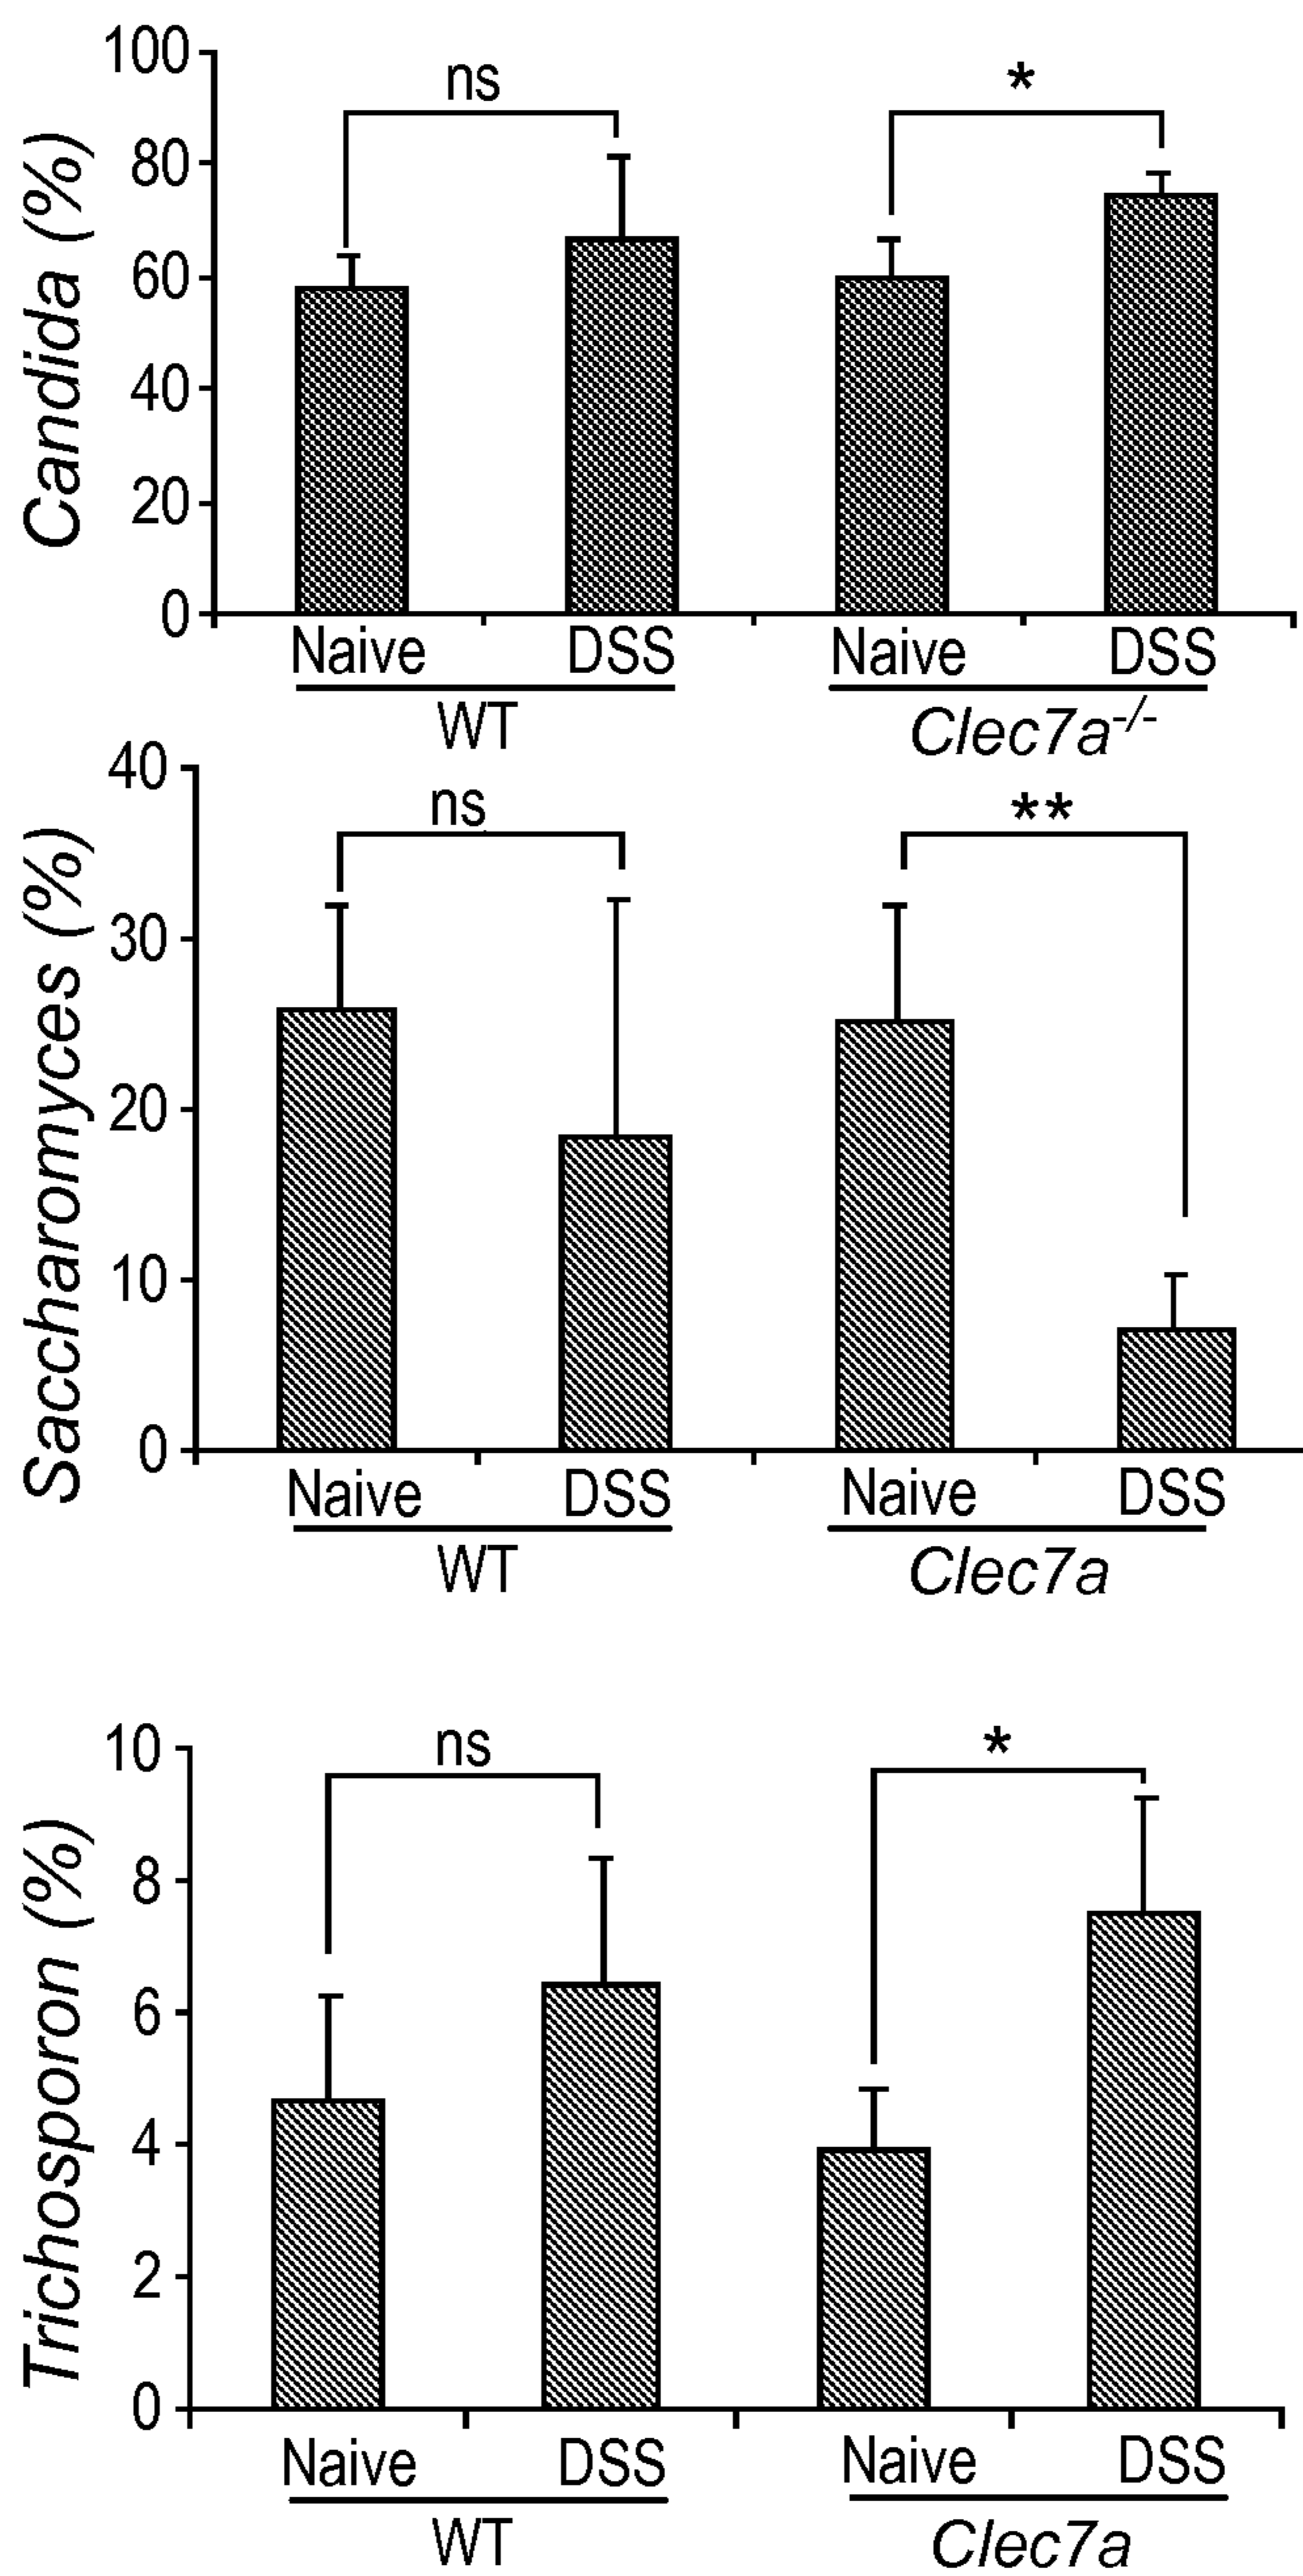 Candida (%)
100
80
60
40
20
0
ns
*
Naive DSS Naive DSS
WT Clec7a-/-
Saccharomyces (%)
40
30
20
10
0
ns
**
Naive DSS Naive DSS
WT Clec7a
Trichosporon (%)
10
8
6
4
2
0
ns
*
Naive DSS Naive DSS
WT Clec7a